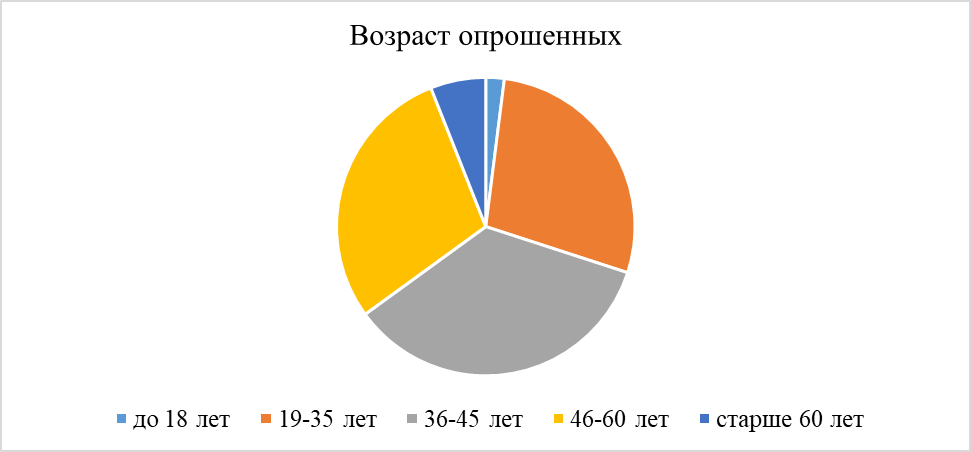 Возраст опрошенных
до 18 лет 19-35 лет 36-45 лет 46-60 лет старше 60 лет